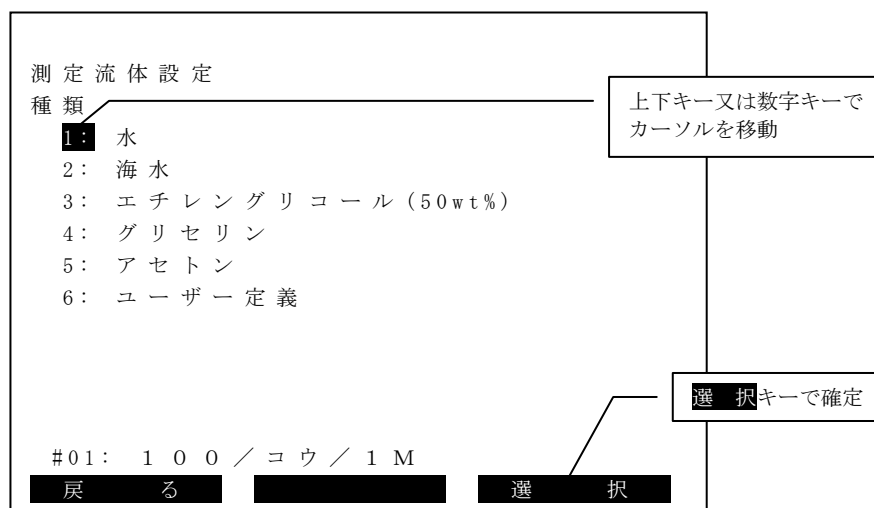 測定流体設定
種類
1: 水
2: 海水
3: エチレングリコール(50wt%)
4: グリセリン
5: アセトン
6: ユーザー定義
上下キー又は数字キーで
カーソルを移動
選 択キーで確定
#01: 100/コウ/1M
戻 る 選 択